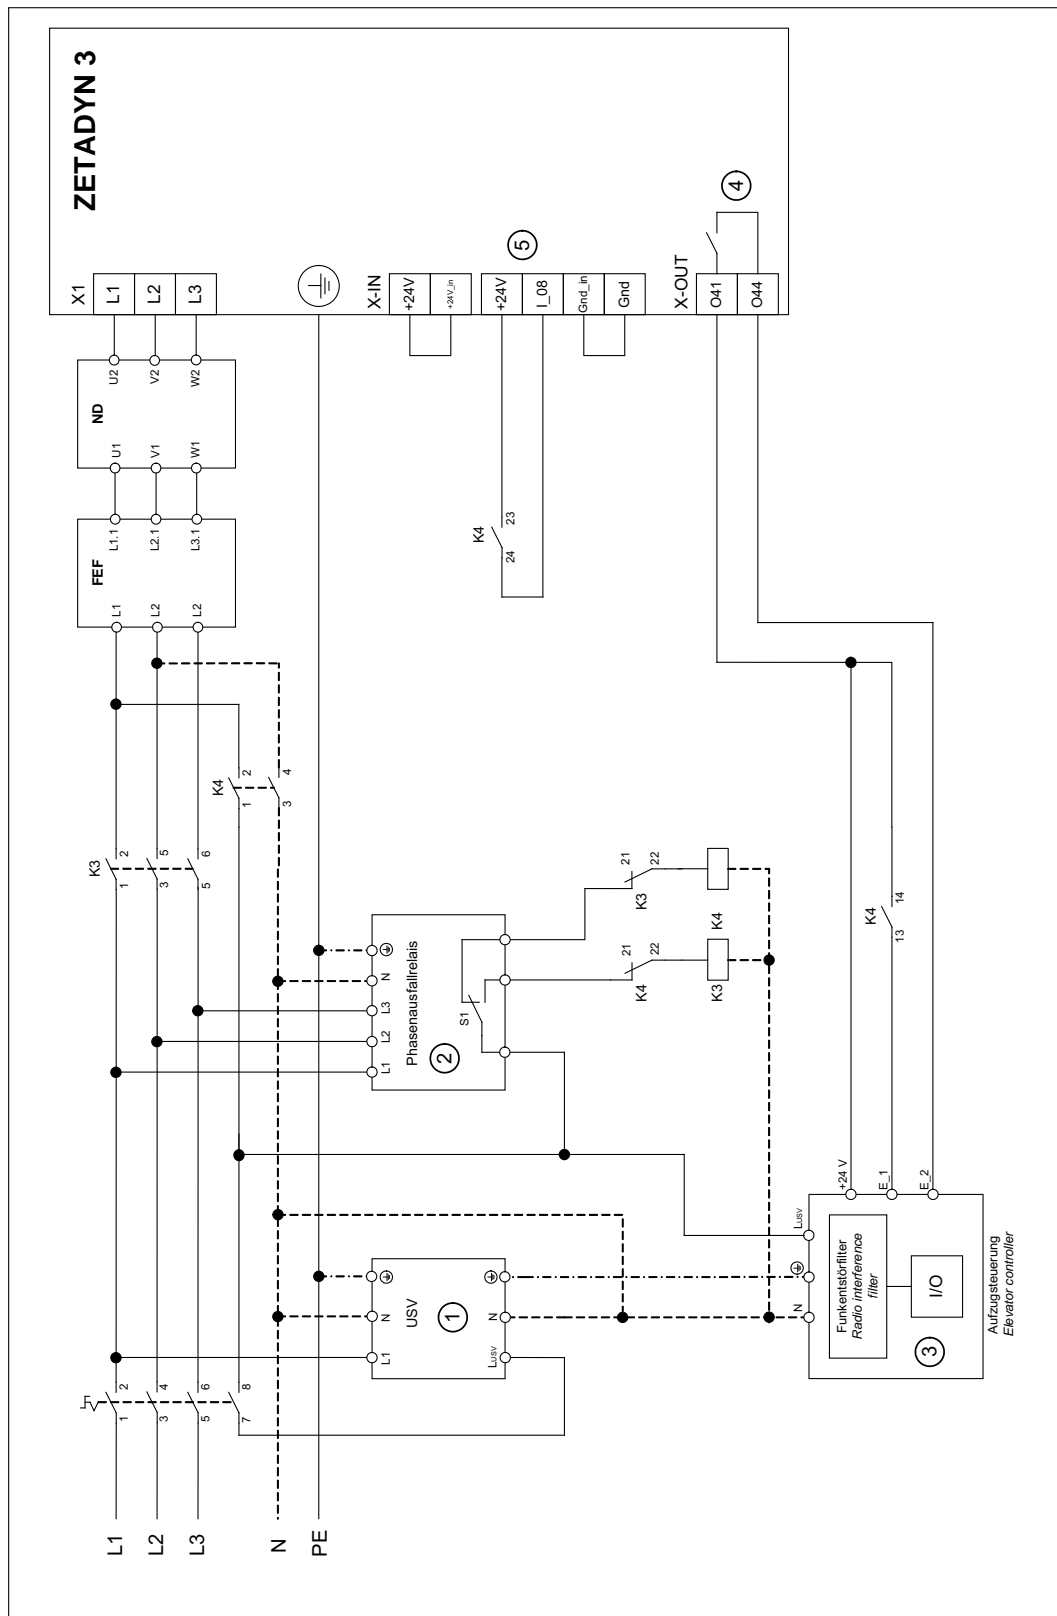 ZETADYN 3
X1
L1
L2
L3
X-IN
+24V
+24V_in
+24V
I_08
Gnd_in
Gnd
5
X-OUT
O41
O44
4
ND
U2
V2
W2
U1
V1
W1
FEF
L1.1
L2.1
L3.1
L1
L2
L2
K4
23
24
K4
2
1
4
3
K3
2
1
5
3
6
5
Phasenausfallrelais
2
L1
L2
L3
N
S1
K3
21
22
K4
K4
21
22
K3
K4
14
13
USV
1
L1
N
LUSV
N
+24 V
E_1
E_2
LUSV
N
Funkentstörfilter
Radio interference
filter
I/O
3
Aufzugsteuerung
Elevator controller
2
1
4
3
6
5
8
7
L1
L2
L3
N
PE